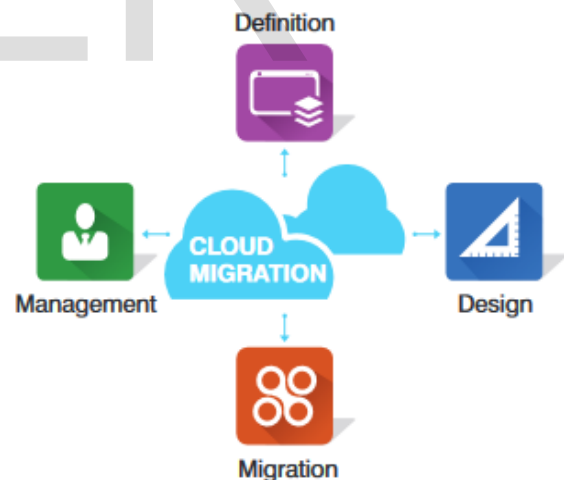 Definition
CLOUD
MIGRATION
Management
Design
Migration